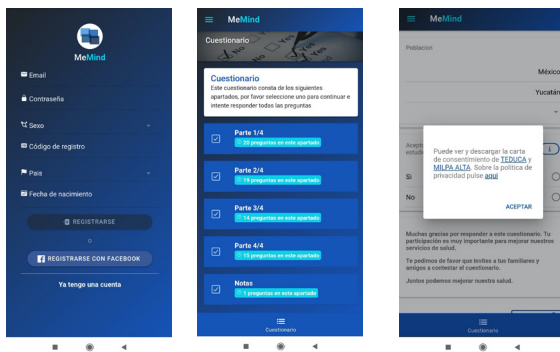 MeMind
Email
Contraseña
Sexo
Código de registro
Pais
Fecha de nacimiento
REGISTRARSE
o
REGISTRARSE CON FACEBOOK
Ya tengo una cuenta
MeMind
Cuestionario
No
Yes
Cuestionario
Este cuestionario consta de los siguientes
apartados, por favor seleccione uno para continuar e
intente responder todas las preguntas
Parte 1/4
20 preguntas en este apartado
Parte 2/4
19 preguntas en este apartado
Parte 3/4
14 preguntas en este apartado
Parte 4/4
Notas
1 preguntas en este apartado
Cuestionario
MeMind
Poblacion
México
Yucatán
Puede ver y descargar la carta
de consentimiento de TEDUCA y
MILPA ALTA. Sobre la política de
privacidad pulse aquí
ACEPTAR
Si
No
Muchas gracias por responder a este cuestionario. Tu
participación es muy importante para mejorar nuestros
servicios de salud.
Te pedimos de favor que invites a tus familiares y
amigos a contestar el cuestionario.
Juntos podemos mejorar nuestra salud.
Cuestionario